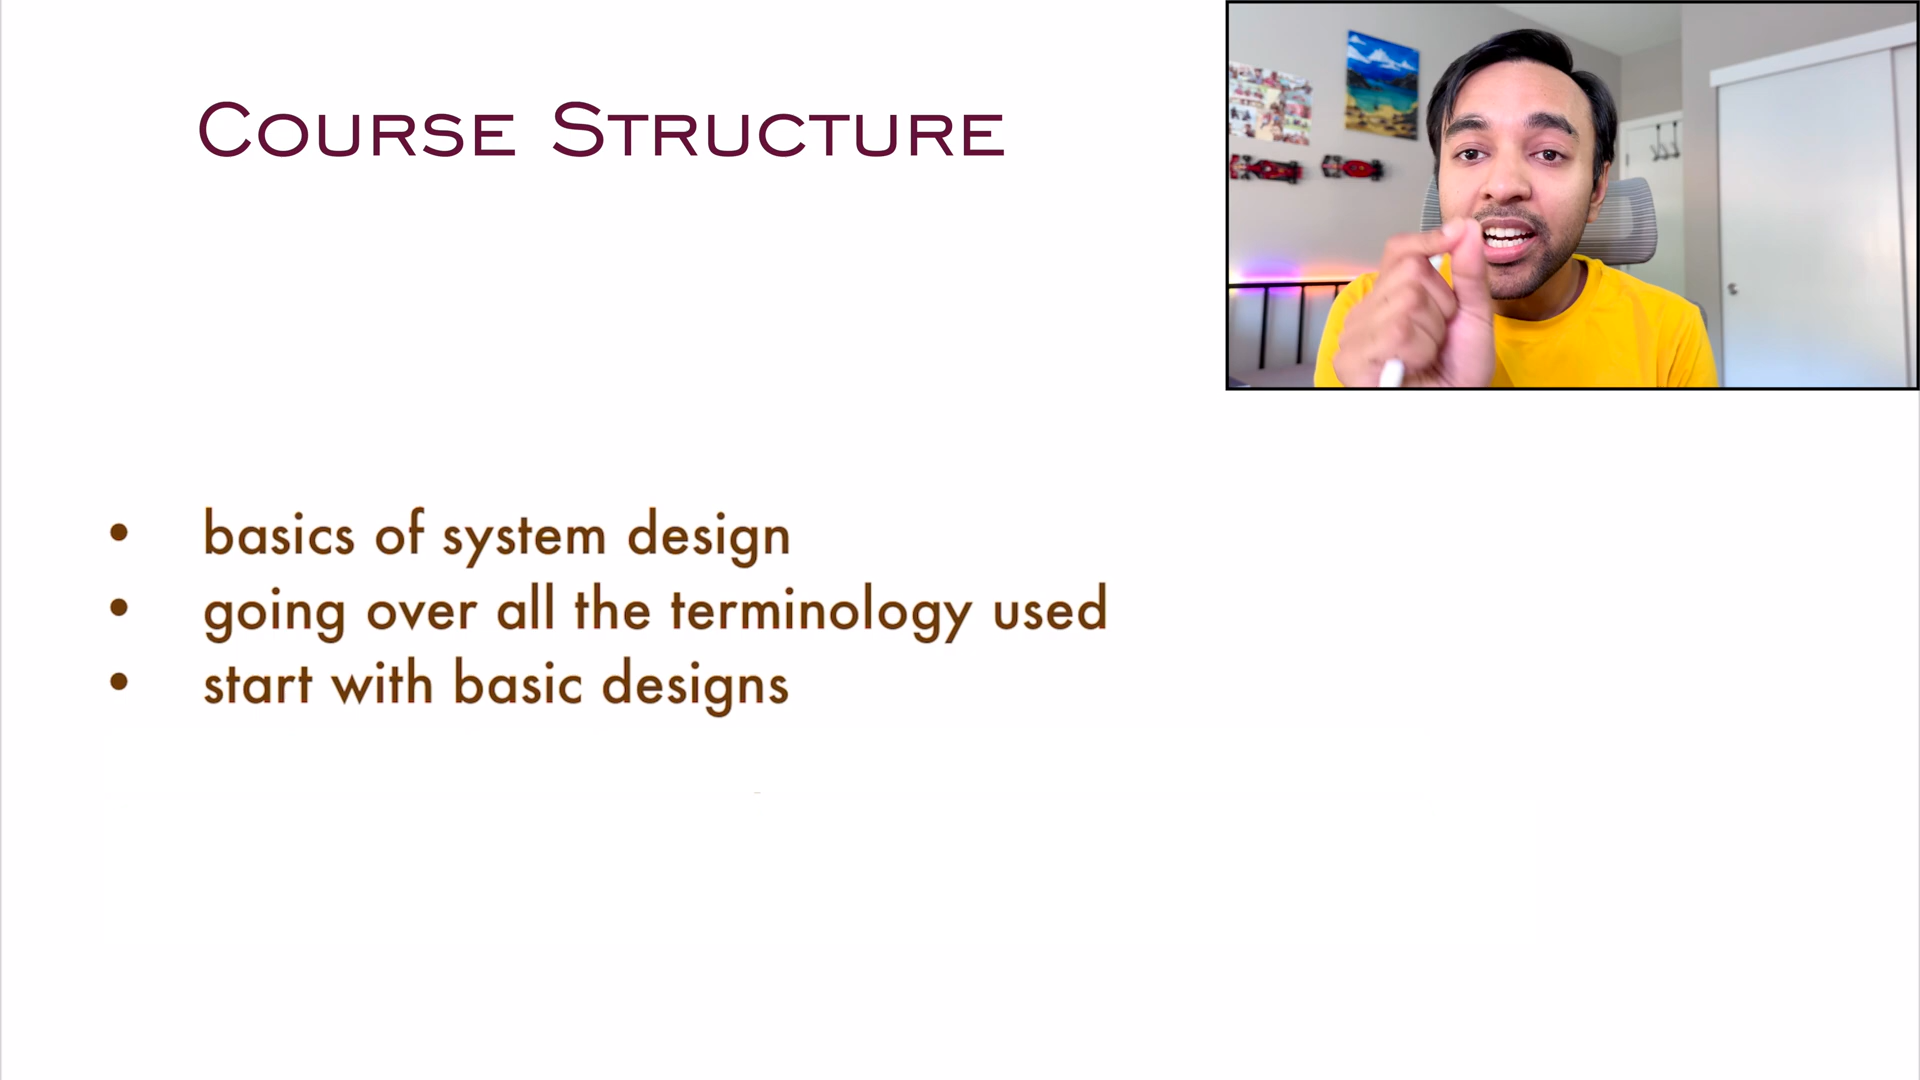 Course Structure
• basics of system design
• going over all the terminology used
• start with basic designs